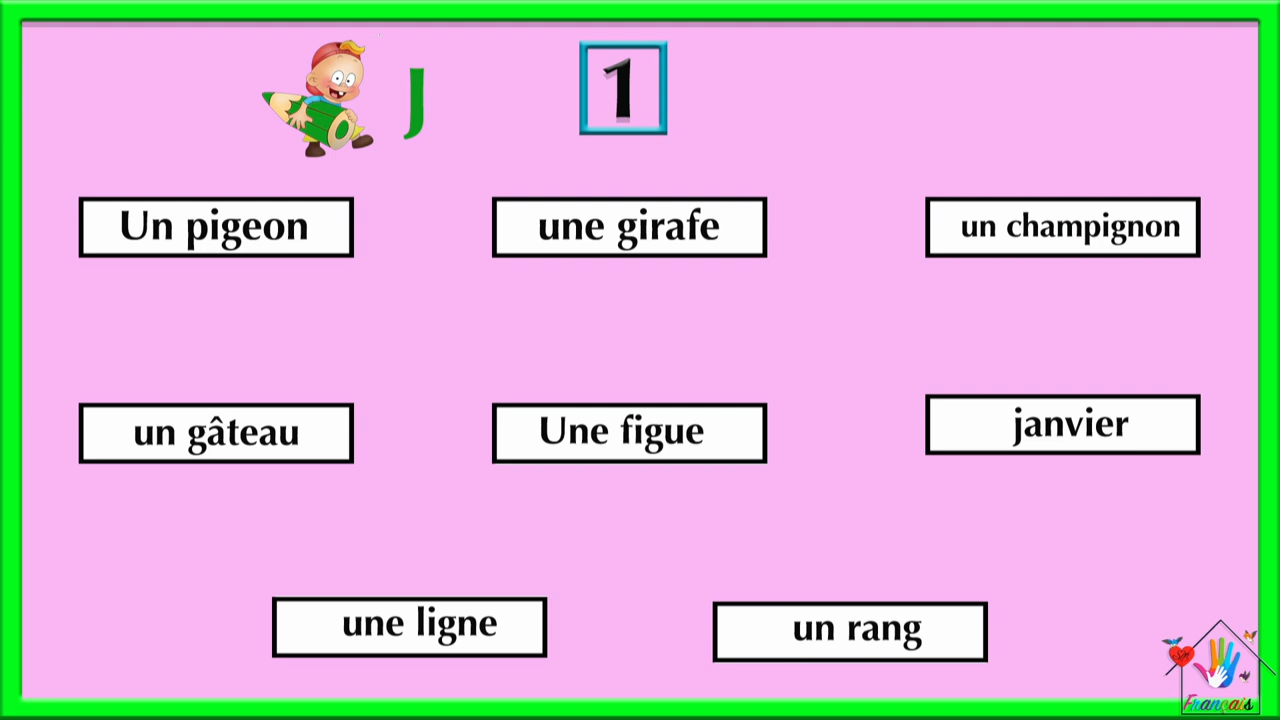 J
1
Un pigeon
une girafe
un champignon
un gâteau
Une figue
janvier
une ligne
un rang
Français